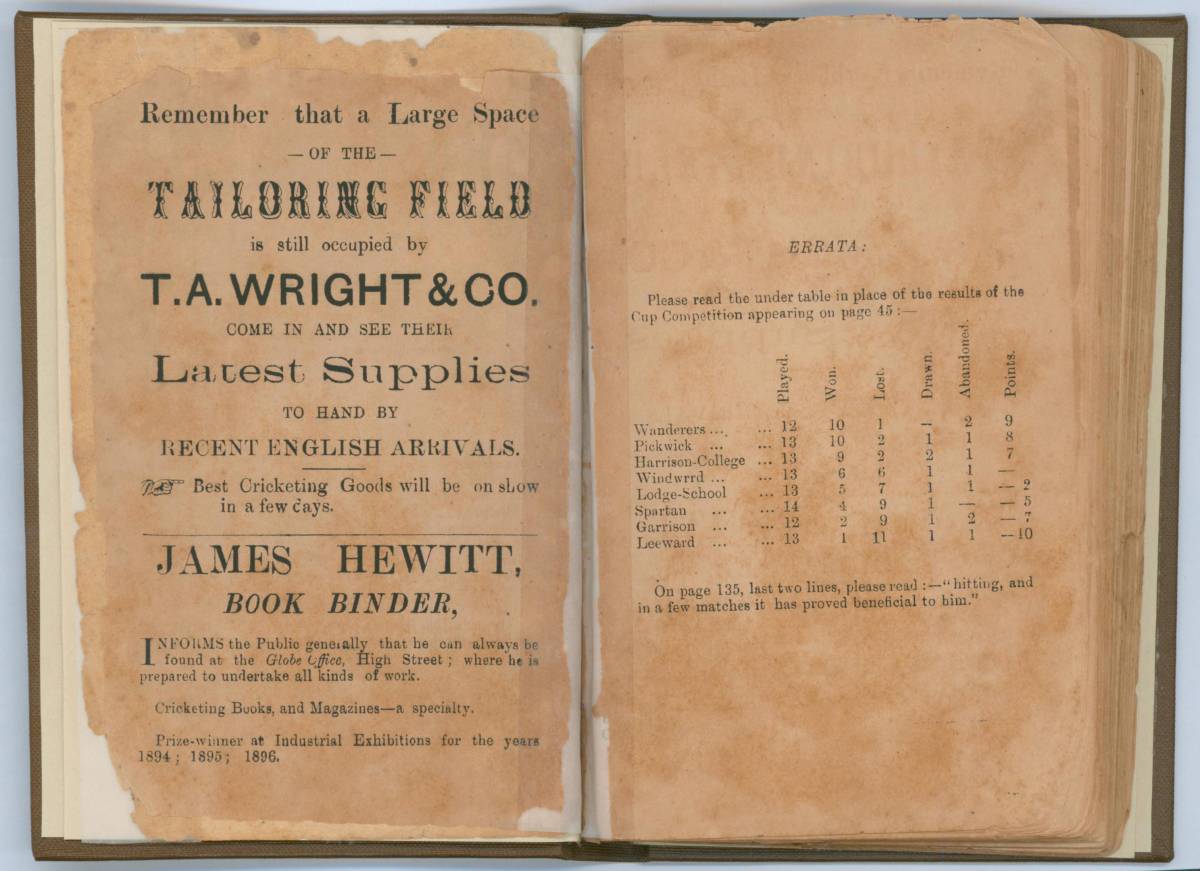 Remember that a Large Space
— OF THE —
TAILORING FIELD
is still occupied by
T.A. WRIGHT & CO.
COME IN AND SEE THEIR
Latest Supplies
TO HAND BY
RECENT ENGLISH ARRIVALS.
Best Cricketing Goods will be on show
in a few days.
JAMES HEWITT,
BOOK BINDER,
INFORMS the Public generally that he can always be
found at the Globe Office, High Street; where he is
prepared to undertake all kinds of work.
Cricketing Books, and Magazines—a specialty.
Prize-winner at Industrial Exhibitions for the years
1894; 1895; 1896.
ERRATA:
Please read the under table in place of the results of the
Cup Competition appearing on page 45:—
Played. Won. Lost. Drawn. Abandoned. Points.
Wanderers ... ... 12 10 1 — 2 9
Pickwick ... ... 13 10 2 1 1 8
Harrison-College ... 13 9 2 2 1 7
Windwrrd ... ... 13 6 6 1 1 —
Lodge-School ... 13 5 7 1 1 — 2
Spartan ... ... 14 4 9 1 — — 5
Garrison ... ... 12 2 9 1 2 — 7
Leeward ... ... 13 1 11 1 1 —10
On page 135, last two lines, please read:—"hitting, and
in a few matches it has proved beneficial to him."